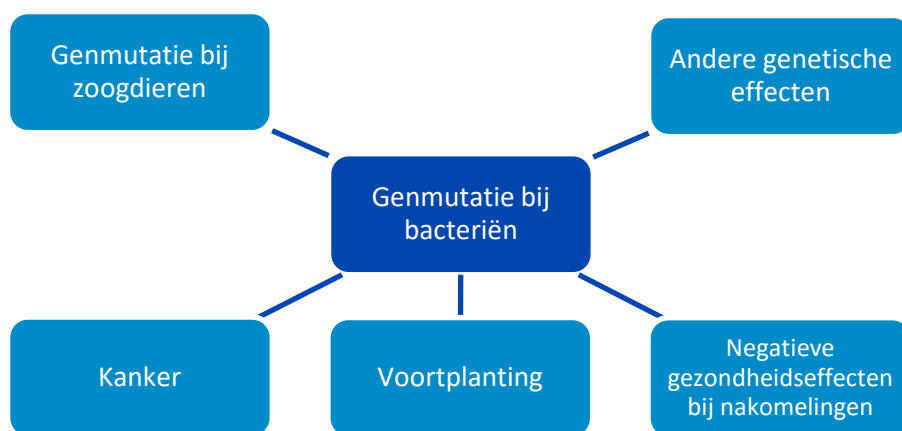 Genmutatie bij
zoogdieren
Andere genetische
effecten
Genmutatie bij
bacteriën
Kanker
Voortplanting
Negatieve
gezondheidseffecten
bij nakomelingen